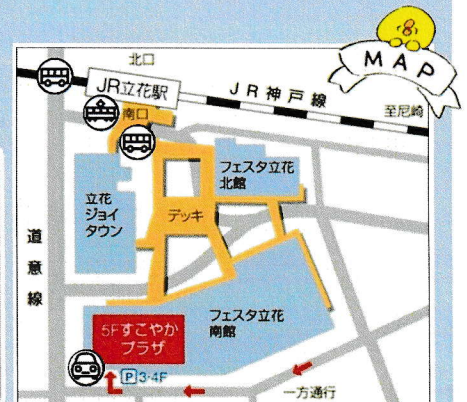 MAP
北口
JR立花駅
JR神戸線
至尼崎
南口
フェスタ立花
北館
立花
ジョイ
タウン
デッキ
道意線
フェスタ立花
南館
5Fすこやか
プラザ
P3・4F
一方通行